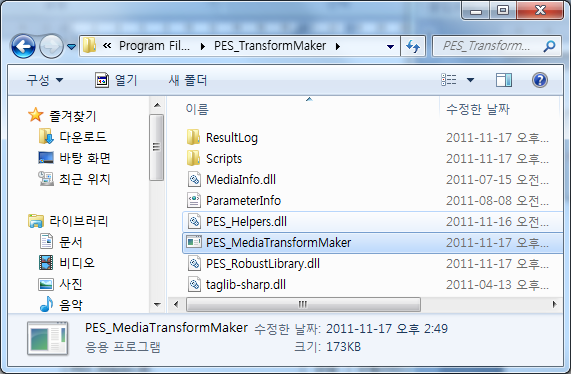 Program Fil... PES_TransformMaker PES_Transform...
구성 열기 새 폴더
이름 수정한 날짜
즐겨찾기
다운로드
바탕 화면
최근 위치
라이브러리
문서
비디오
사진
음악
ResultLog 2011-11-17 오후...
Scripts 2011-11-17 오후...
MediaInfo.dll 2011-07-15 오전...
ParameterInfo 2011-08-08 오전...
PES_Helpers.dll 2011-11-16 오전...
PES_MediaTransformMaker 2011-11-17 오후...
PES_RobustLibrary.dll 2011-11-17 오후...
taglib-sharp.dll 2011-04-13 오후...
PES_MediaTransformMaker 수정한 날짜: 2011-11-17 오후 2:49
응용 프로그램 크기: 173KB